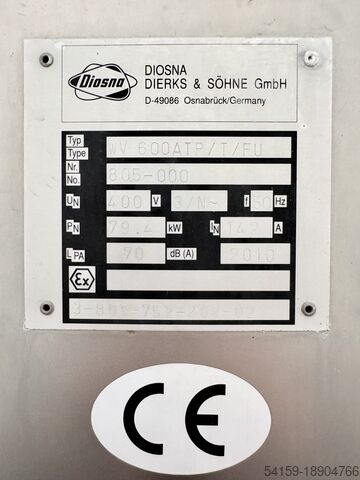 Diosna
DIOSNA
DIERKS & SÖHNE GmbH
D-49086 Osnabrück/Germany
Typ
Type WV 600ATP/T/FU
Nr.
No. 805-000
UN 400 V 3/N~ f 50 Hz
PN 79.4 kW IN 142 A
LPA 70 dB (A) 2010
Ex
CE
54159-18904766